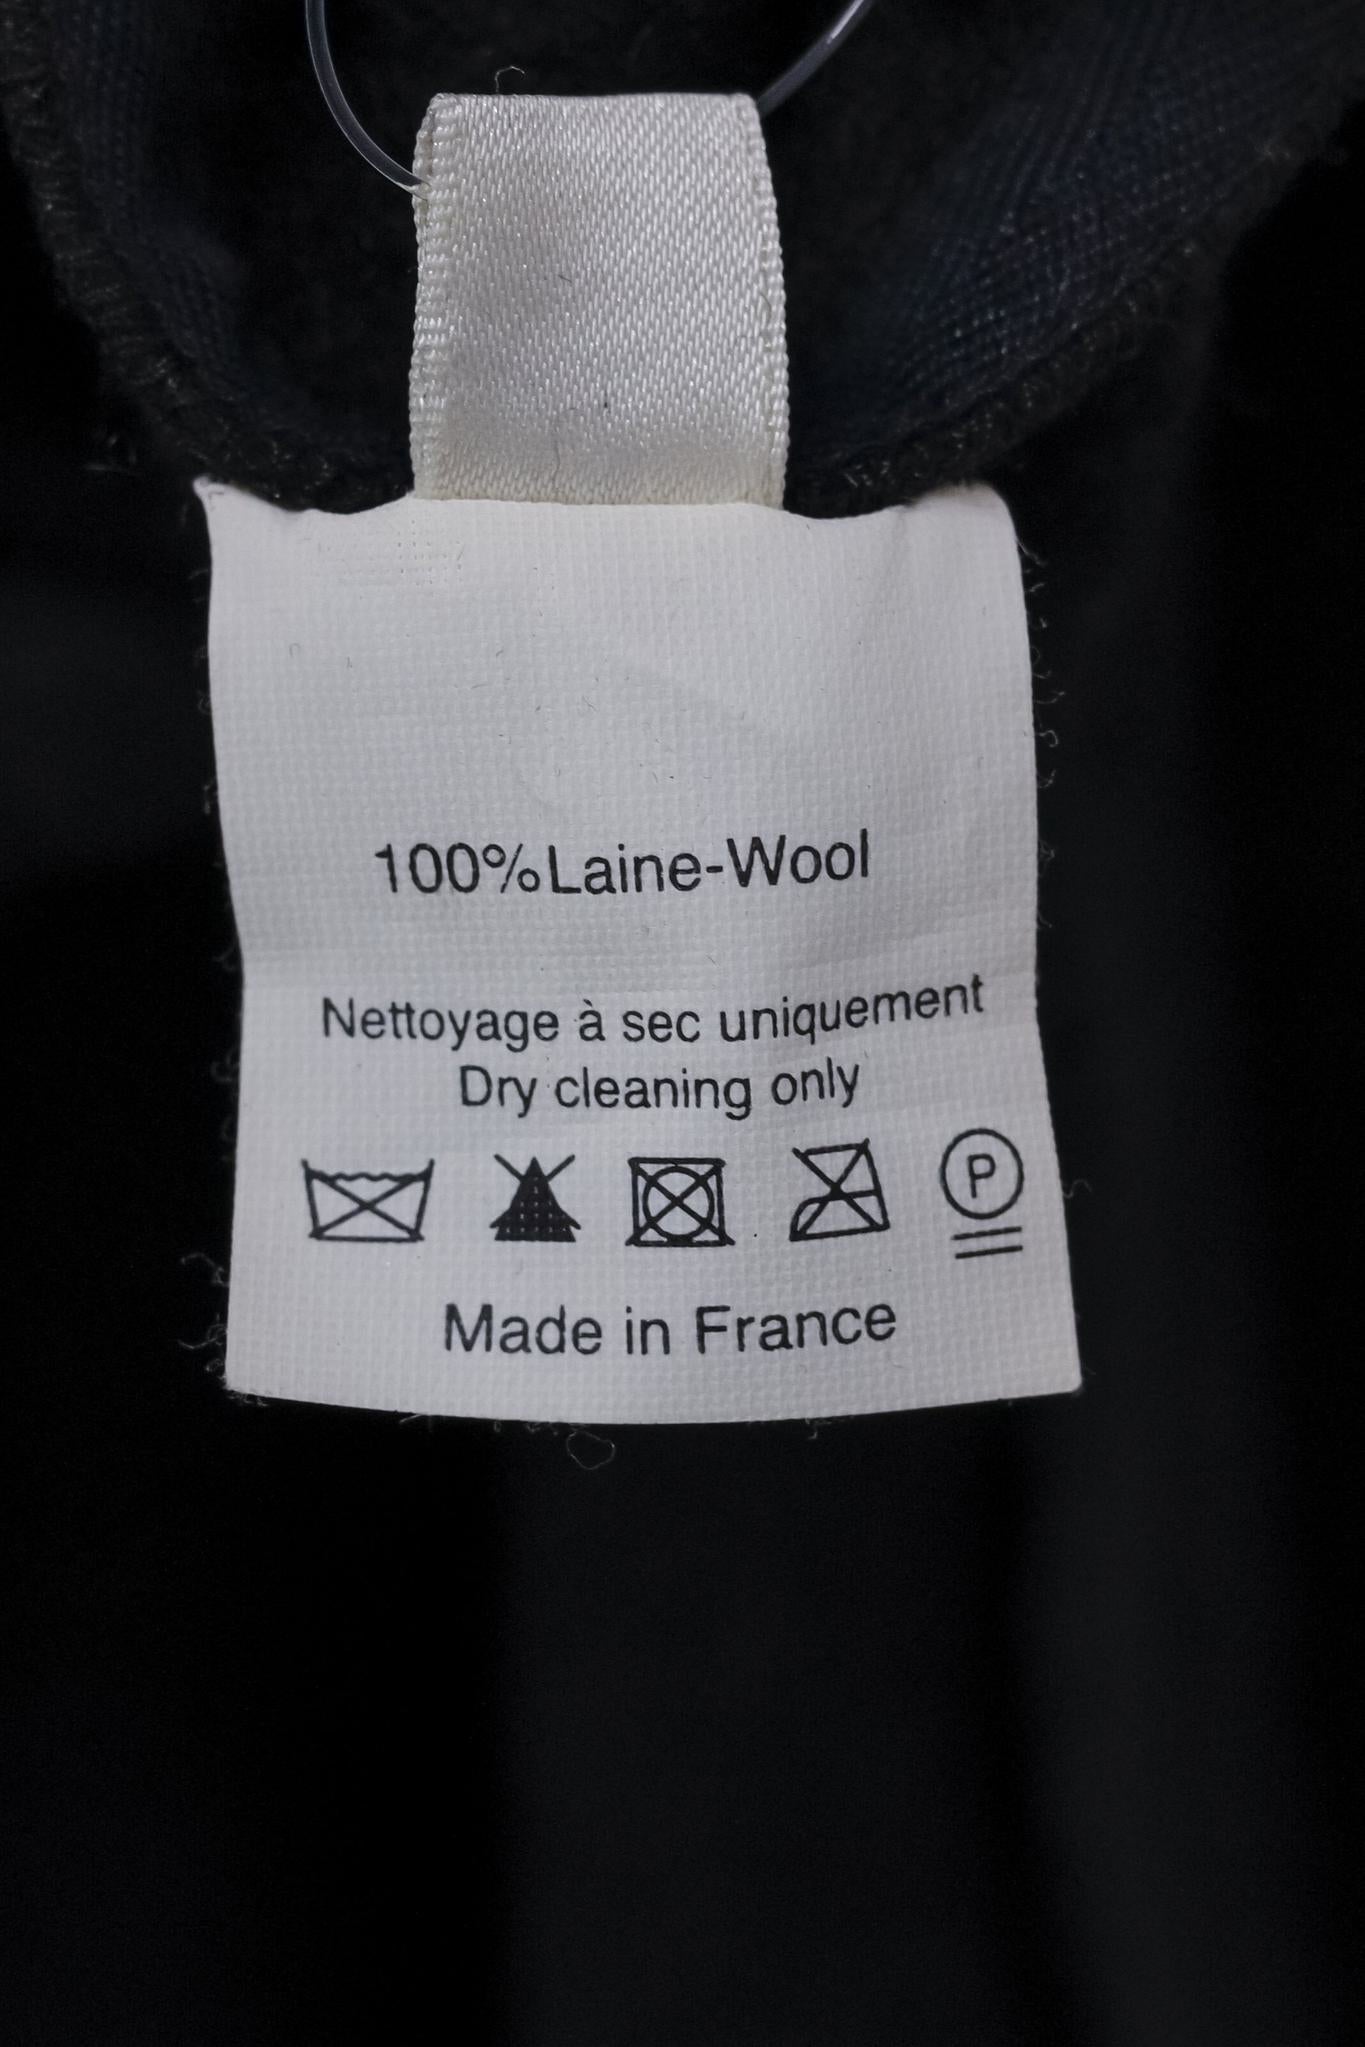 100% Laine-Wool
Nettoyage à sec uniquement
Dry cleaning only
P
Made in France